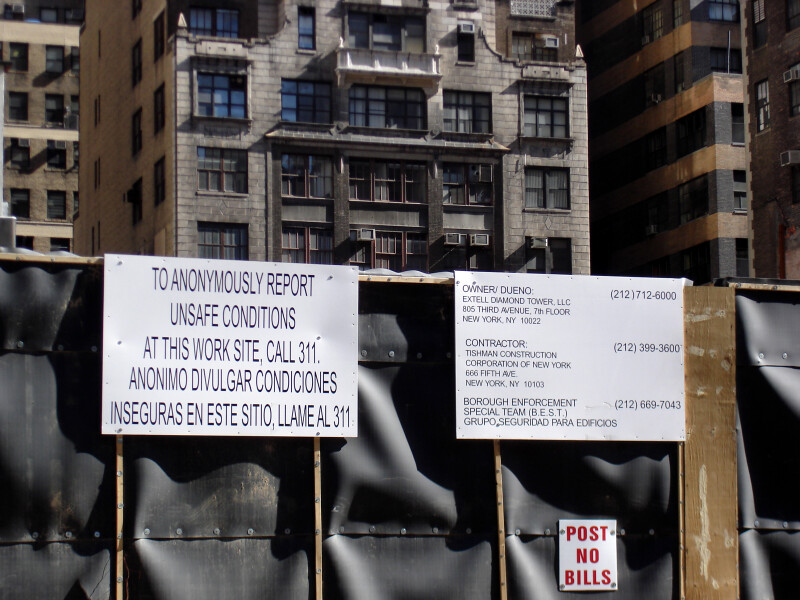 TO ANONYMOUSLY REPORT
UNSAFE CONDITIONS
AT THIS WORK SITE, CALL 311.
ANONIMO DIVULGAR CONDICIONES
INSEGURAS EN ESTE SITIO, LLAME AL 311
OWNER/ DUENO: (212) 712-6000
EXTELL DIAMOND TOWER, LLC
805 THIRD AVENUE, 7th FLOOR
NEW YORK, NY 10022
CONTRACTOR: (212) 399-3600
TISHMAN CONSTRUCTION
CORPORATION OF NEW YORK
666 FIFTH AVE.
NEW YORK, NY 10103
BOROUGH ENFORCEMENT (212) 669-7043
SPECIAL TEAM (B.E.S.T.)
GRUPO SEGURIDAD PARA EDIFICIOS
POST
NO
BILLS